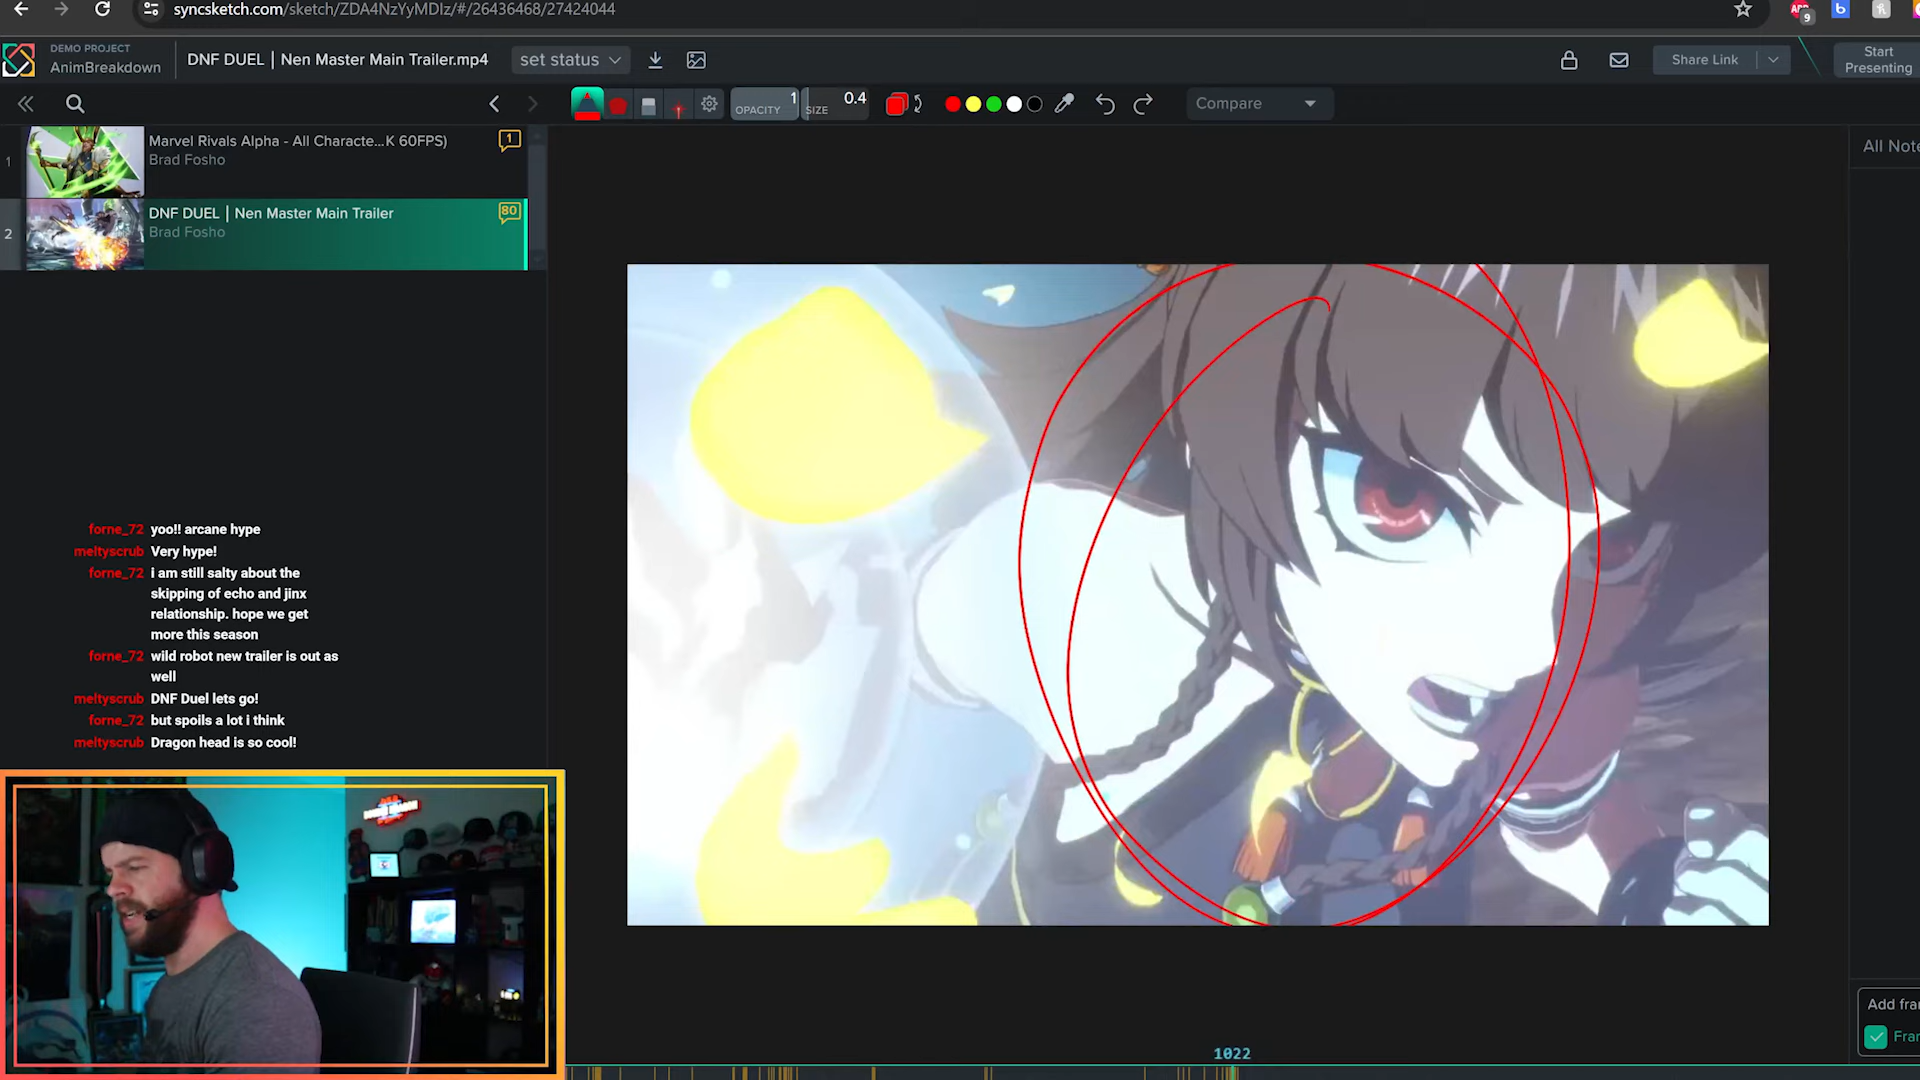 syncsketch.com/sketch/ZDA4NzYyMDIz/#/26436468/27424044
9
DEMO PROJECT
AnimBreakdown
DNF DUEL | Nen Master Main Trailer.mp4
set status
Share Link
Start
Presenting
OPACITY 1
SIZE 0.4
Compare
All Note
1
Marvel Rivals Alpha - All Characte...K 60FPS)
Brad Fosho
1
2
DNF DUEL | Nen Master Main Trailer
Brad Fosho
80
forne_72 yoo!! arcane hype
meltyscrub Very hype!
forne_72 i am still salty about the
skipping of echo and jinx
relationship. hope we get
more this season
forne_72 wild robot new trailer is out as
well
meltyscrub DNF Duel lets go!
forne_72 but spoils a lot i think
meltyscrub Dragon head is so cool!
Add fra
Fra
1022